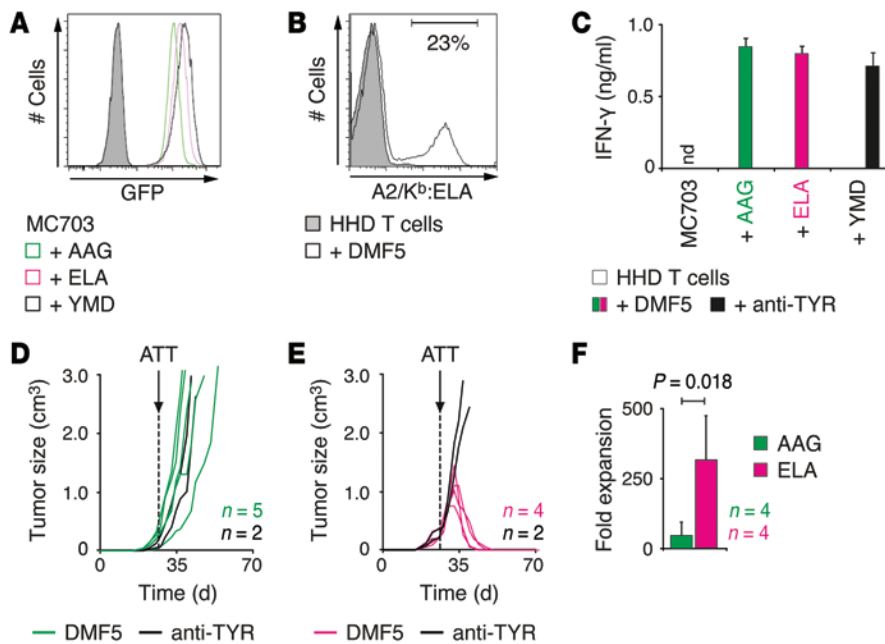 A
# Cells
GFP
MC703
+ AAG
+ ELA
+ YMD
B
23%
# Cells
A2/Kᵇ:ELA
HHD T cells
+ DMF5
C
IFN-γ (ng/ml)
1.0
0.5
0
nd
MC703
+ AAG
+ ELA
+ YMD
HHD T cells
+ DMF5 + anti-TYR
D
ATT
Tumor size (cm³)
3.0
2.0
1.0
0
n = 5
n = 2
0 35 70
Time (d)
DMF5 anti-TYR
E
ATT
Tumor size (cm³)
3.0
2.0
1.0
0
n = 4
n = 2
0 35 70
Time (d)
DMF5 anti-TYR
F
P = 0.018
Fold expansion
500
250
0
AAG
ELA
n = 4
n = 4